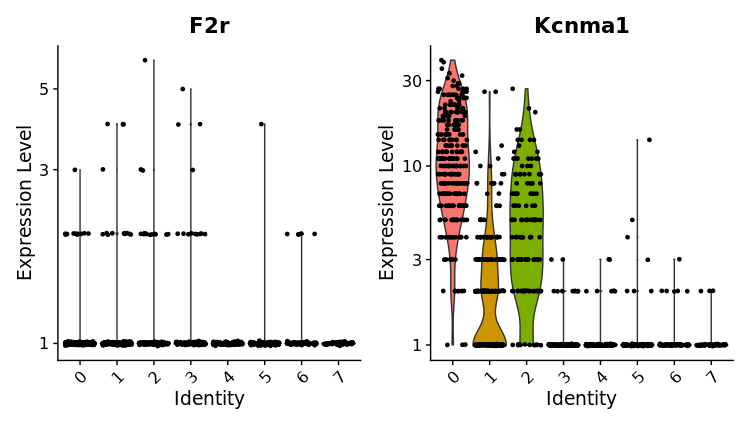 F2r
Expression Level
5
3
1
0 1 2 3 4 5 6 7
Identity
Kcnma1
Expression Level
30
10
3
1
0 1 2 3 4 5 6 7
Identity